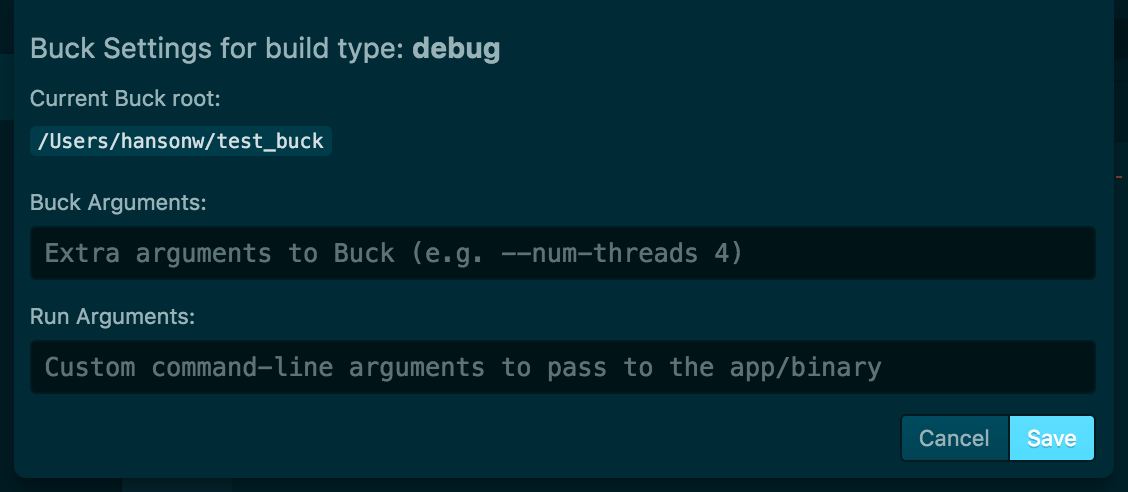 Buck Settings for build type: debug
Current Buck root:
/Users/hansonw/test_buck
Buck Arguments:
Extra arguments to Buck (e.g. --num-threads 4)
Run Arguments:
Custom command-line arguments to pass to the app/binary
Cancel Save